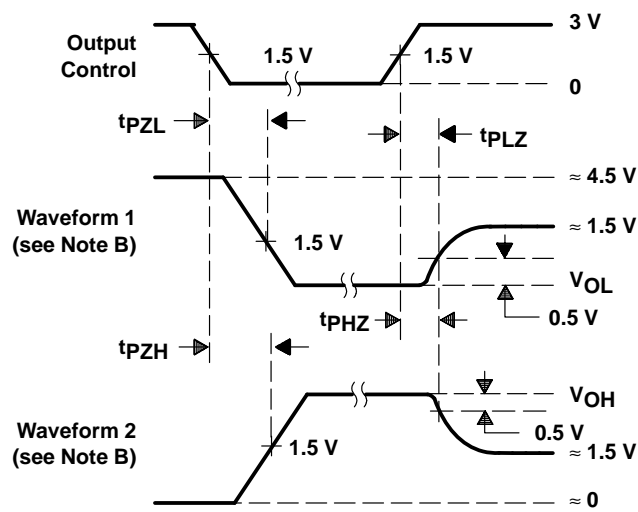 3 V
Output
Control
1.5 V
1.5 V
0
tPZL
tPLZ
≈ 4.5 V
Waveform 1
(see Note B)
1.5 V
≈ 1.5 V
VOL
0.5 V
tPHZ
tPZH
VOH
Waveform 2
(see Note B)
1.5 V
0.5 V
≈ 1.5 V
≈ 0